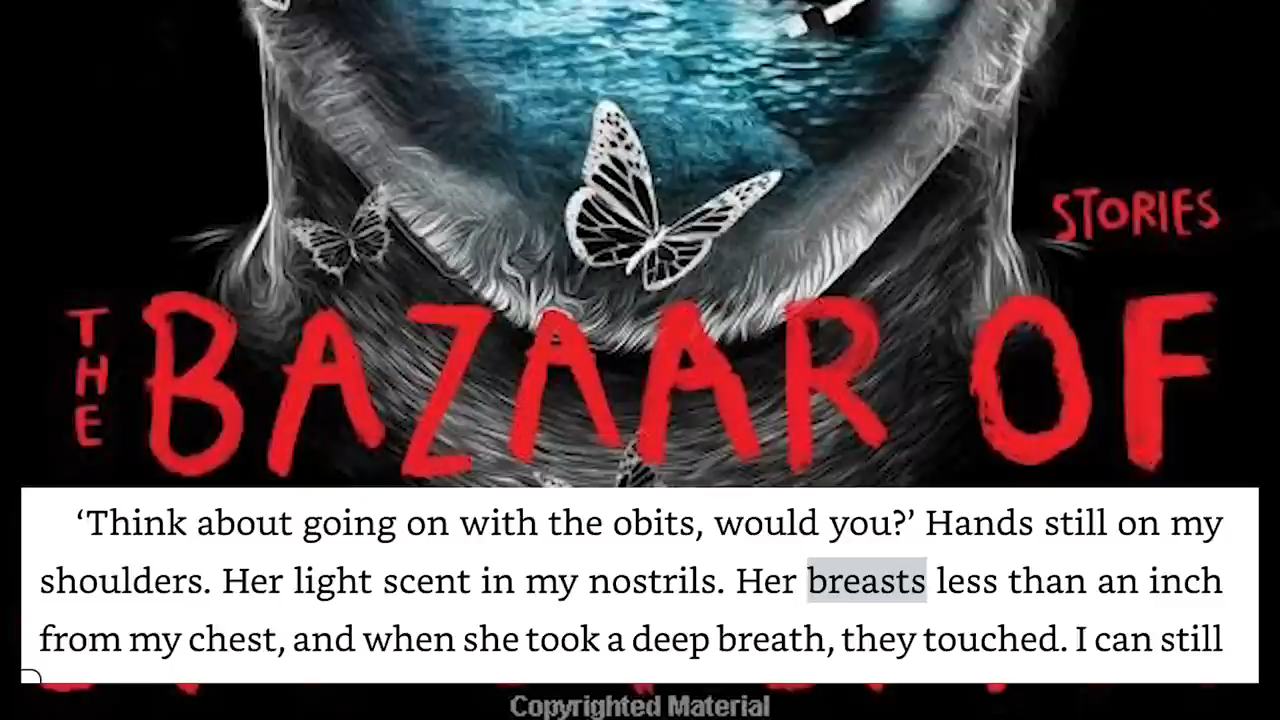 STORIES
THE BAZAAR OF
‘Think about going on with the obits, would you?’ Hands still on my
shoulders. Her light scent in my nostrils. Her breasts less than an inch
from my chest, and when she took a deep breath, they touched. I can still
Copyrighted Material